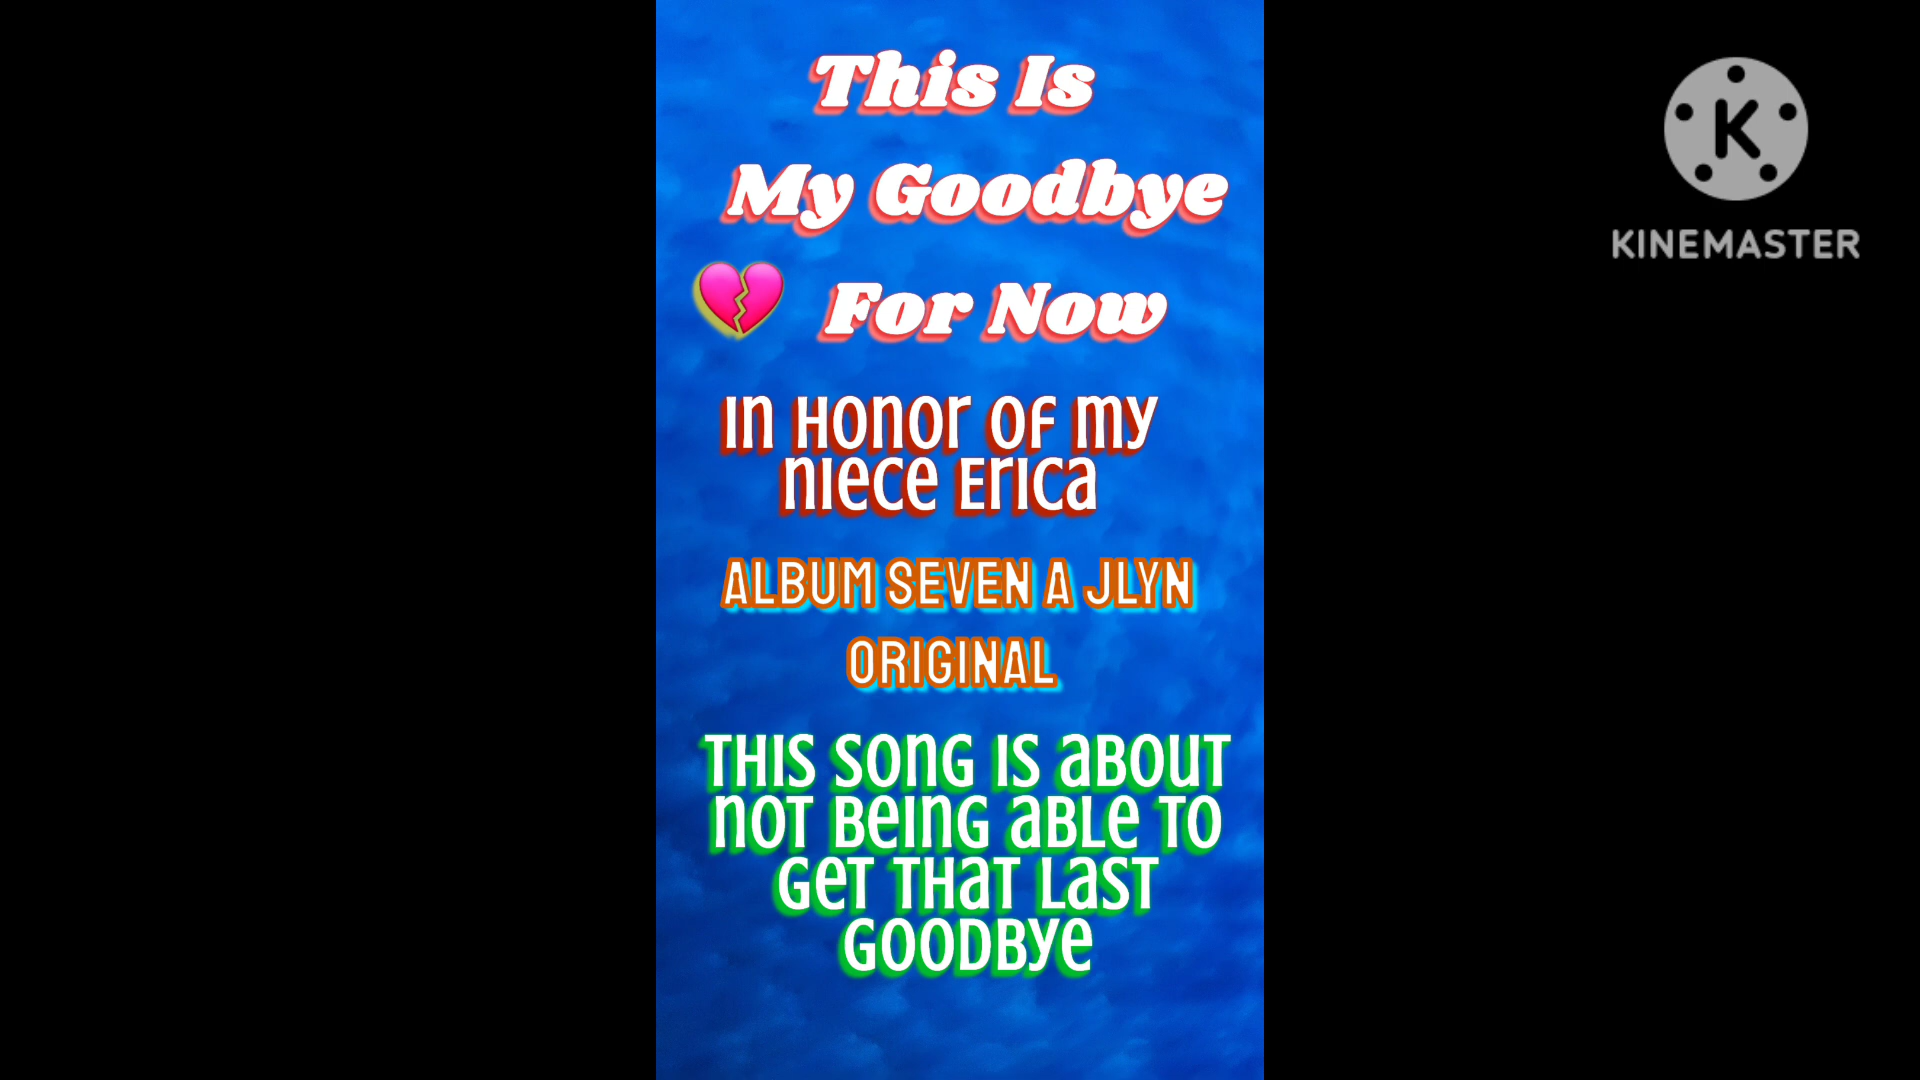 This Is
My Goodbye
For Now
In Honor of my
niece Erica
ALBUM SEVEN A JLYN
ORIGINAL
This song is about
not being able to
get that last
goodbye
K
KINEMASTER